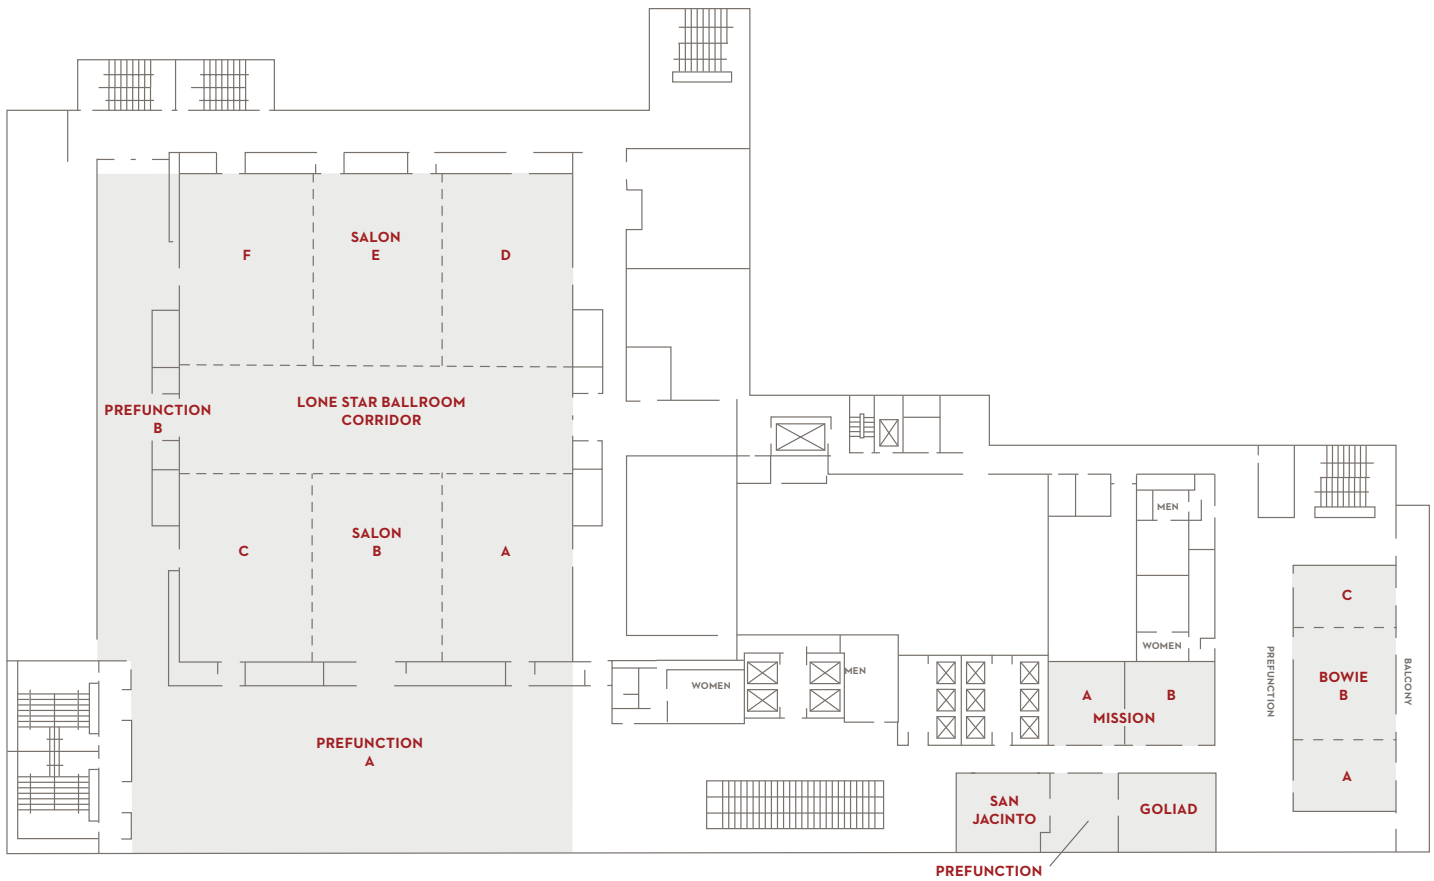 SALON
F
E
D
LONE STAR BALLROOM
CORRIDOR
PREFUNCTION
B
SALON
C
B
A
MEN
WOMEN
C
PREFUNCTION
BOWIE
B
BALCONY
A
WOMEN
MEN
A
B
MISSION
PREFUNCTION
A
SAN
JACINTO
GOLIAD
PREFUNCTION